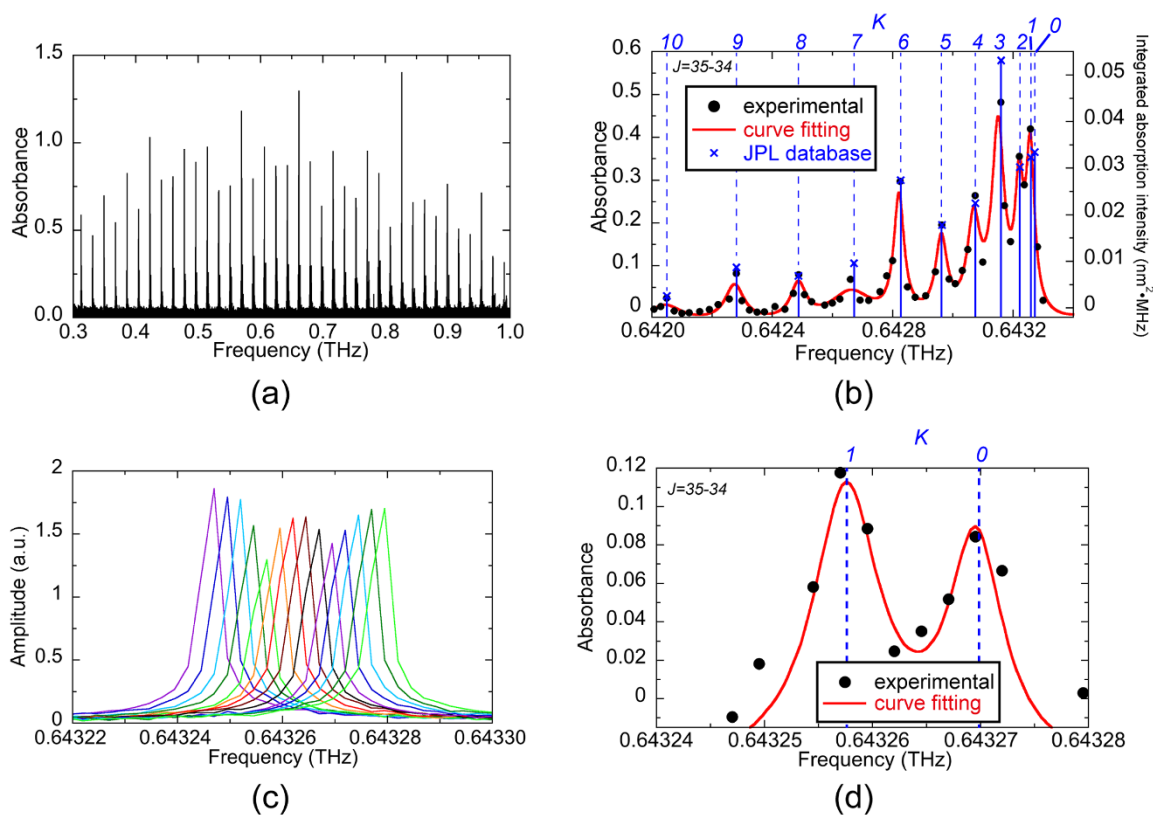 1.5
1.0
0.5
0.0
Absorbance
0.3 0.4 0.5 0.6 0.7 0.8 0.9 1.0
Frequency (THz)
(a)
K
10 9 8 7 6 5 4 3 2 1 0
J=35-34
experimental
curve fitting
JPL database
0.6
0.5
0.4
0.3
0.2
0.1
0
Absorbance
0.05
0.04
0.03
0.02
0.01
0
Integrated absorption intensity (nm²•MHz)
0.6420 0.6424 0.6428 0.6432
Frequency (THz)
(b)
2
1.5
1
0.5
0
Amplitude (a.u.)
0.64322 0.64324 0.64326 0.64328 0.64330
Frequency (THz)
(c)
K
1 0
J=35-34
0.12
0.10
0.08
0.06
0.04
0.02
0
Absorbance
experimental
curve fitting
0.64324 0.64325 0.64326 0.64327 0.64328
Frequency (THz)
(d)